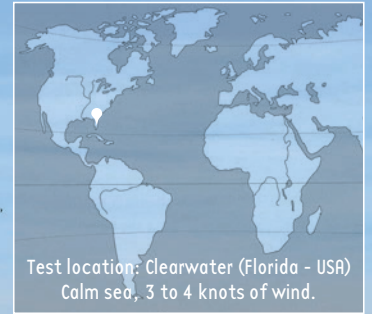 Test location: Clearwater (Florida - USA)
Calm sea, 3 to 4 knots of wind.